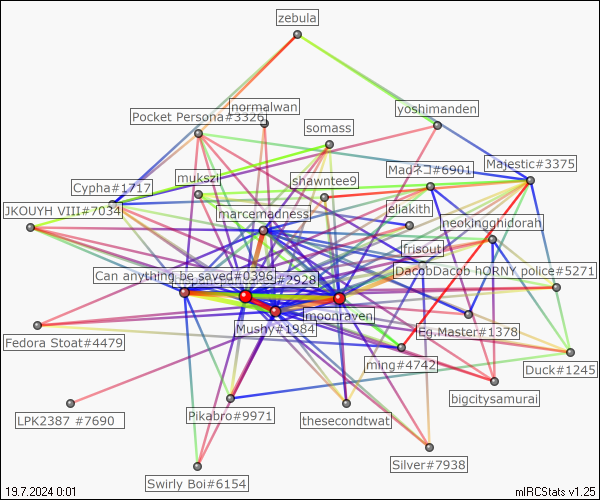 zebula
normalwan
yoshimanden
Pocket Persona#3326
somass
Majestic#3375
Madネコ#6901
mukszi
shawntee9
Cypha#1717
JKOUYH VIII#7034
marcemadness
eliakith
neokingghidorah
frisout
DacobDacob hORNY police#5271
Can anything be saved#0396
#2928
moonraven
Mushy#1984
Eg.Master#1378
Fedora Stoat#4479
ming#4742
Duck#1245
bigcitysamurai
LPK2387 #7690
Pikabro#9971
thesecondtwat
Silver#7938
Swirly Boi#6154
19.7.2024 0:01
mIRCStats v1.25